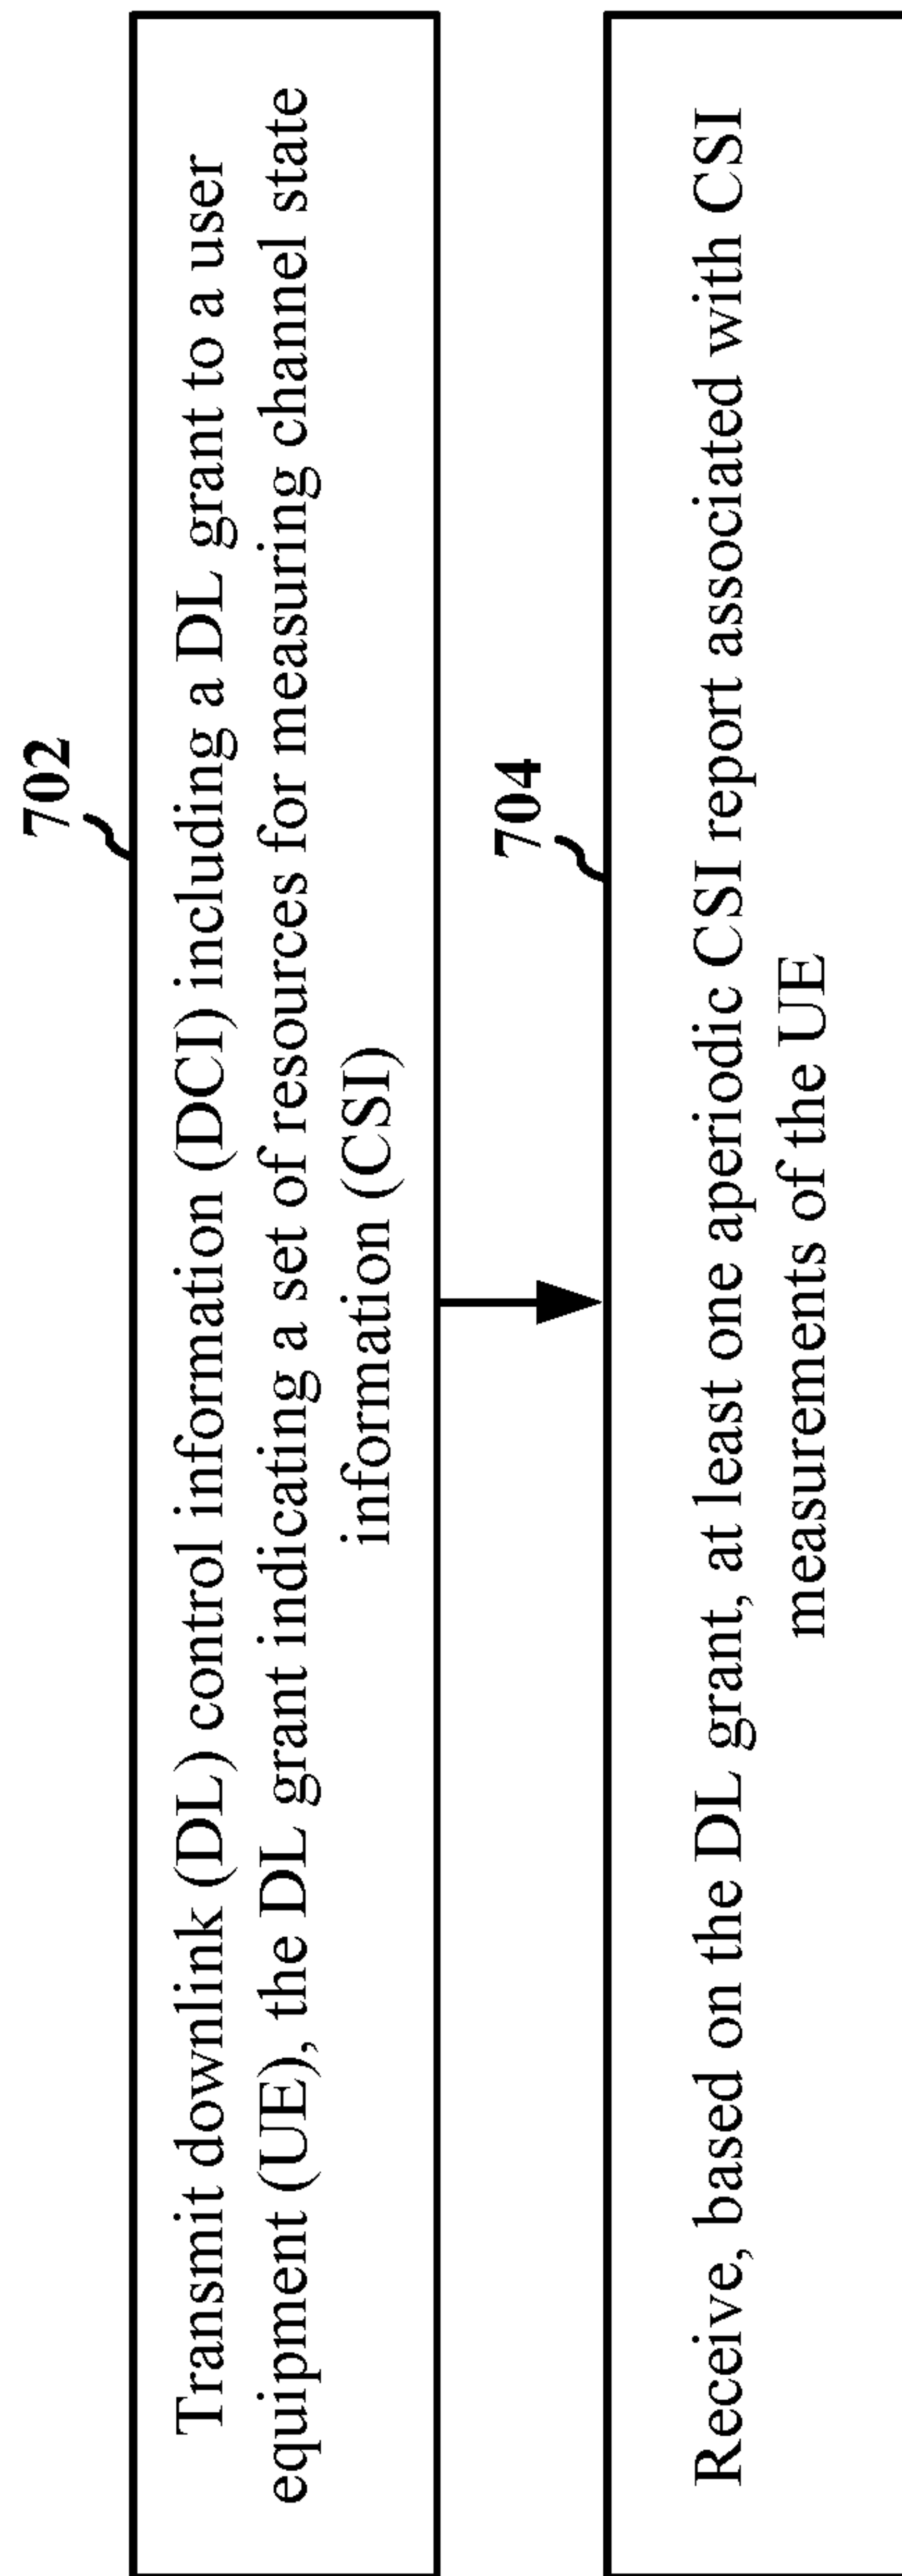 702
Transmit downlink (DL) control information (DCI) including a DL grant to a user
equipment (UE), the DL grant indicating a set of resources for measuring channel state
information (CSI)
704
Receive, based on the DL grant, at least one aperiodic CSI report associated with CSI
measurements of the UE